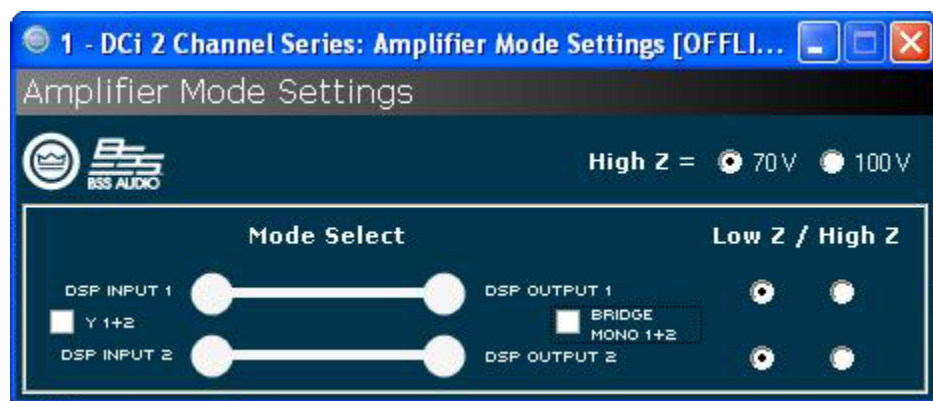 1 - DCi 2 Channel Series: Amplifier Mode Settings [OFFLI...
Amplifier Mode Settings
BSS AUDIO
High Z = 70V 100V
Mode Select Low Z / High Z
DSP INPUT 1 DSP OUTPUT 1
Y 1+2 BRIDGE
MONO 1+2
DSP INPUT 2 DSP OUTPUT 2